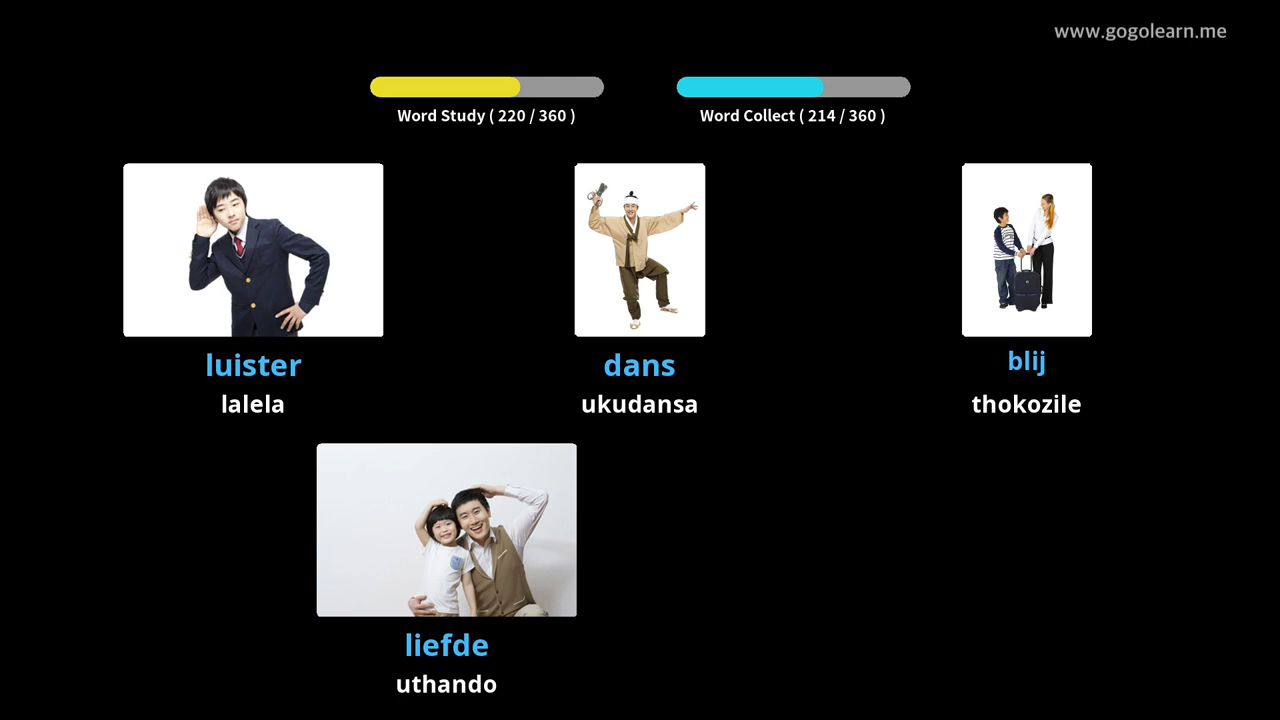 www.gogolearn.me
Word Study ( 220 / 360 )
Word Collect ( 214 / 360 )
luister
lalela
dans
ukudansa
blij
thokozile
liefde
uthando